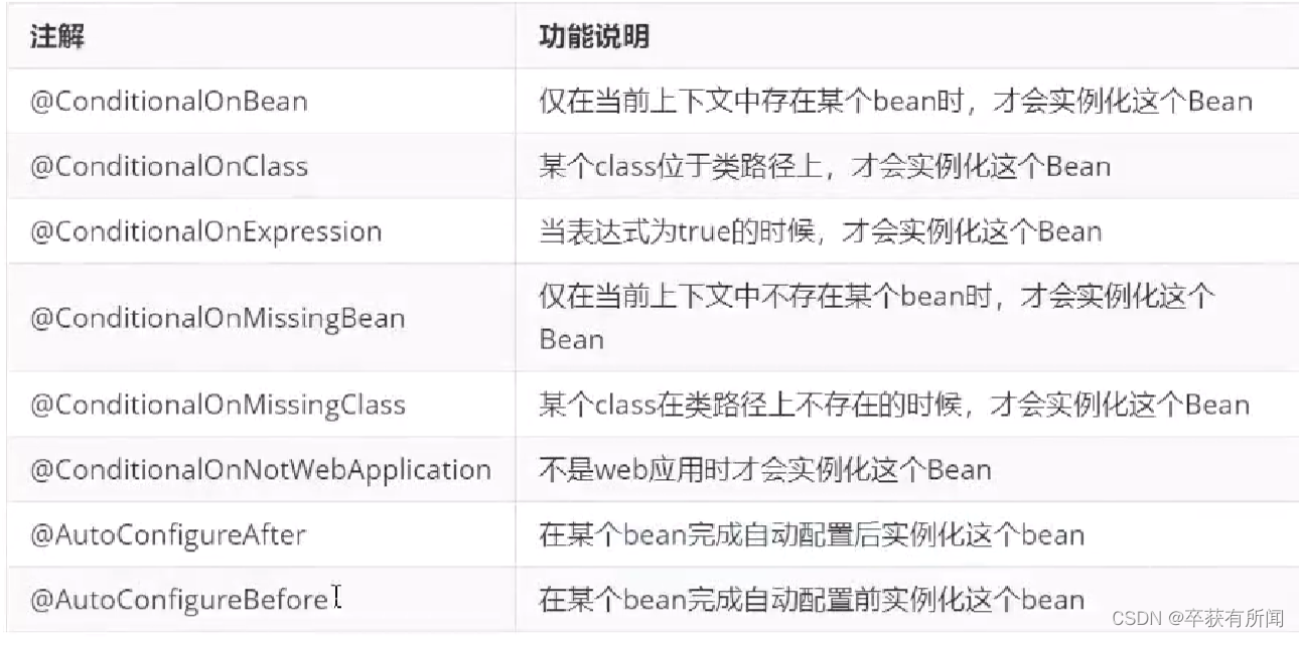 注解 功能说明
@ConditionalOnBean 仅在当前上下文中存在某个bean时，才会实例化这个Bean
@ConditionalOnClass 某个class位于类路径上，才会实例化这个Bean
@ConditionalOnExpression 当表达式为true的时候，才会实例化这个Bean
@ConditionalOnMissingBean 仅在当前上下文中不存在某个bean时，才会实例化这个
Bean
@ConditionalOnMissingClass 某个class在类路径上不存在的时候，才会实例化这个Bean
@ConditionalOnNotWebApplication 不是web应用时才会实例化这个Bean
@AutoConfigureAfter 在某个bean完成自动配置后实例化这个bean
@AutoConfigureBefore 在某个bean完成自动配置前实例化这个bean
CSDN @卒获有所闻